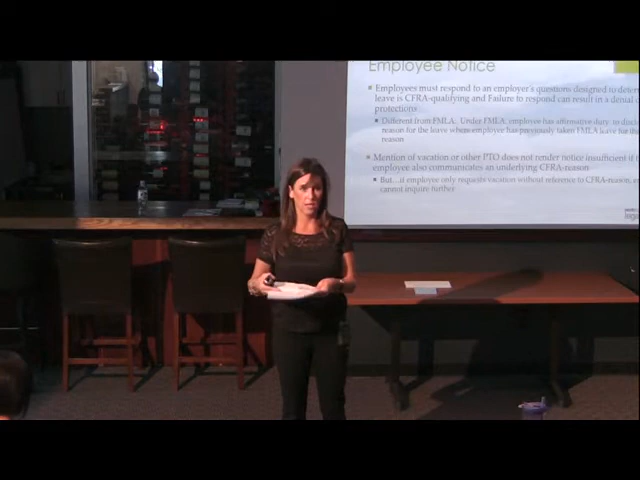 Employee Notice
Employees must respond to an employer's questions designed to deter
leave is CFRA-qualifying and Failure to respond can result in a denial
protections
Different from FMLA. Under FMLA, employee has affirmative duty to disclo
reason for the leave when employee has previously taken FMLA leave for the
reason
Mention of vacation or other PTO does not render notice insufficient if
employee also communicates an underlying CFRA-reason
But…if employee only requests vacation without reference to CFRA-reason, e
cannot inquire further